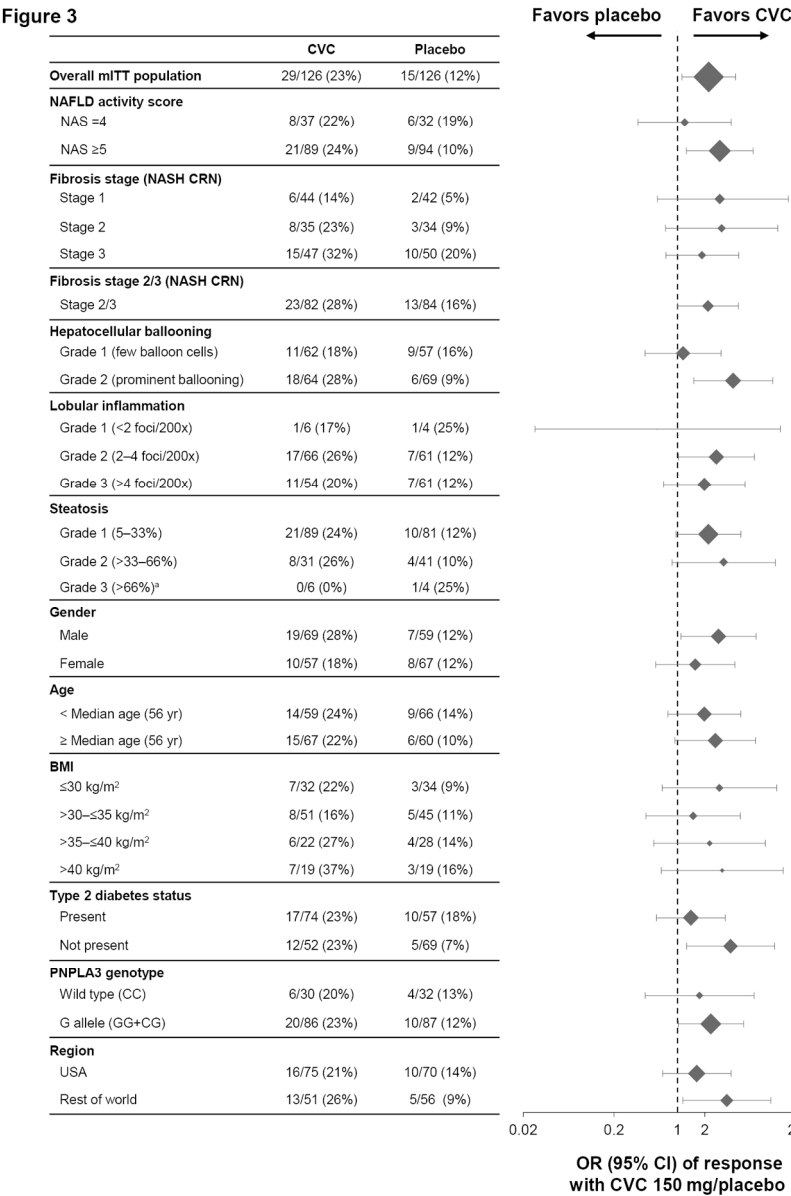 Figure 3
Favors placebo Favors CVC
CVC Placebo
Overall mITT population 29/126 (23%) 15/126 (12%)
NAFLD activity score
NAS =4 8/37 (22%) 6/32 (19%)
NAS ≥5 21/89 (24%) 9/94 (10%)
Fibrosis stage (NASH CRN)
Stage 1 6/44 (14%) 2/42 (5%)
Stage 2 8/35 (23%) 3/34 (9%)
Stage 3 15/47 (32%) 10/50 (20%)
Fibrosis stage 2/3 (NASH CRN)
Stage 2/3 23/82 (28%) 13/84 (16%)
Hepatocellular ballooning
Grade 1 (few balloon cells) 11/62 (18%) 9/57 (16%)
Grade 2 (prominent ballooning) 18/64 (28%) 6/69 (9%)
Lobular inflammation
Grade 1 (<2 foci/200x) 1/6 (17%) 1/4 (25%)
Grade 2 (2–4 foci/200x) 17/66 (26%) 7/61 (12%)
Grade 3 (>4 foci/200x) 11/54 (20%) 7/61 (12%)
Steatosis
Grade 1 (5–33%) 21/89 (24%) 10/81 (12%)
Grade 2 (>33–66%) 8/31 (26%) 4/41 (10%)
Grade 3 (>66%)ᵃ 0/6 (0%) 1/4 (25%)
Gender
Male 19/69 (28%) 7/59 (12%)
Female 10/57 (18%) 8/67 (12%)
Age
< Median age (56 yr) 14/59 (24%) 9/66 (14%)
≥ Median age (56 yr) 15/67 (22%) 6/60 (10%)
BMI
≤30 kg/m² 7/32 (22%) 3/34 (9%)
>30–≤35 kg/m² 8/51 (16%) 5/45 (11%)
>35–≤40 kg/m² 6/22 (27%) 4/28 (14%)
>40 kg/m² 7/19 (37%) 3/19 (16%)
Type 2 diabetes status
Present 17/74 (23%) 10/57 (18%)
Not present 12/52 (23%) 5/69 (7%)
PNPLA3 genotype
Wild type (CC) 6/30 (20%) 4/32 (13%)
G allele (GG+CG) 20/86 (23%) 10/87 (12%)
Region
USA 16/75 (21%) 10/70 (14%)
Rest of world 13/51 (26%) 5/56 (9%)
0.02 0.2 1 2
OR (95% CI) of response
with CVC 150 mg/placebo